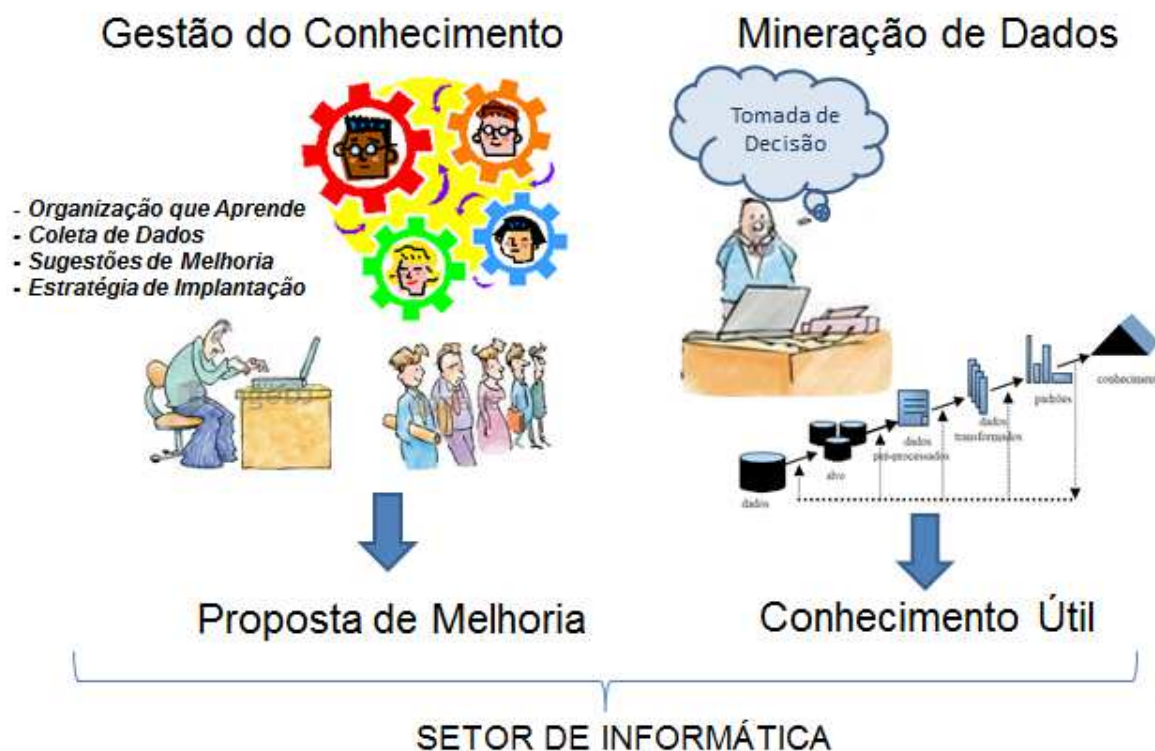 Gestão do Conhecimento
- Organização que Aprende
- Coleta de Dados
- Sugestões de Melhoria
- Estratégia de Implantação
Mineração de Dados
Tomada de
Decisão
dados
alvo
dados
pré-processados
dados
transformados
padrões
conheciment
Proposta de Melhoria
Conhecimento Útil
SETOR DE INFORMÁTICA